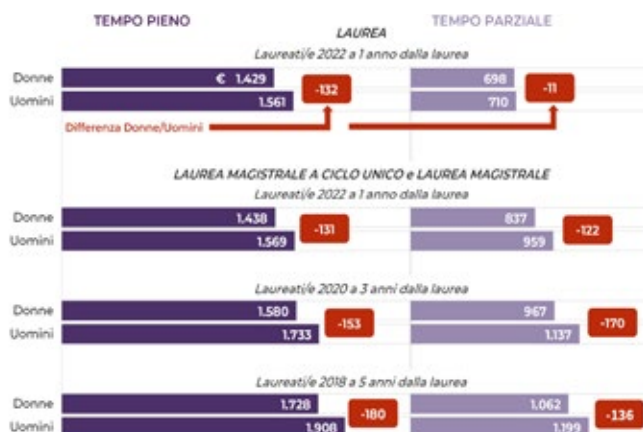 TEMPO PIENO TEMPO PARZIALE
LAUREA
Laureati/e 2022 a 1 anno dalla laurea
Donne € 1.429 698
-132 -11
Uomini 1.561 710
Differenza Donne/Uomini
LAUREA MAGISTRALE A CICLO UNICO e LAUREA MAGISTRALE
Laureati/e 2022 a 1 anno dalla laurea
Donne 1.438 837
-131 -122
Uomini 1.569 959
Laureati/e 2020 a 3 anni dalla laurea
Donne 1.580 967
-153 -170
Uomini 1.733 1.137
Laureati/e 2018 a 5 anni dalla laurea
Donne 1.728 1.062
-180 -136
Uomini 1.908 1.199